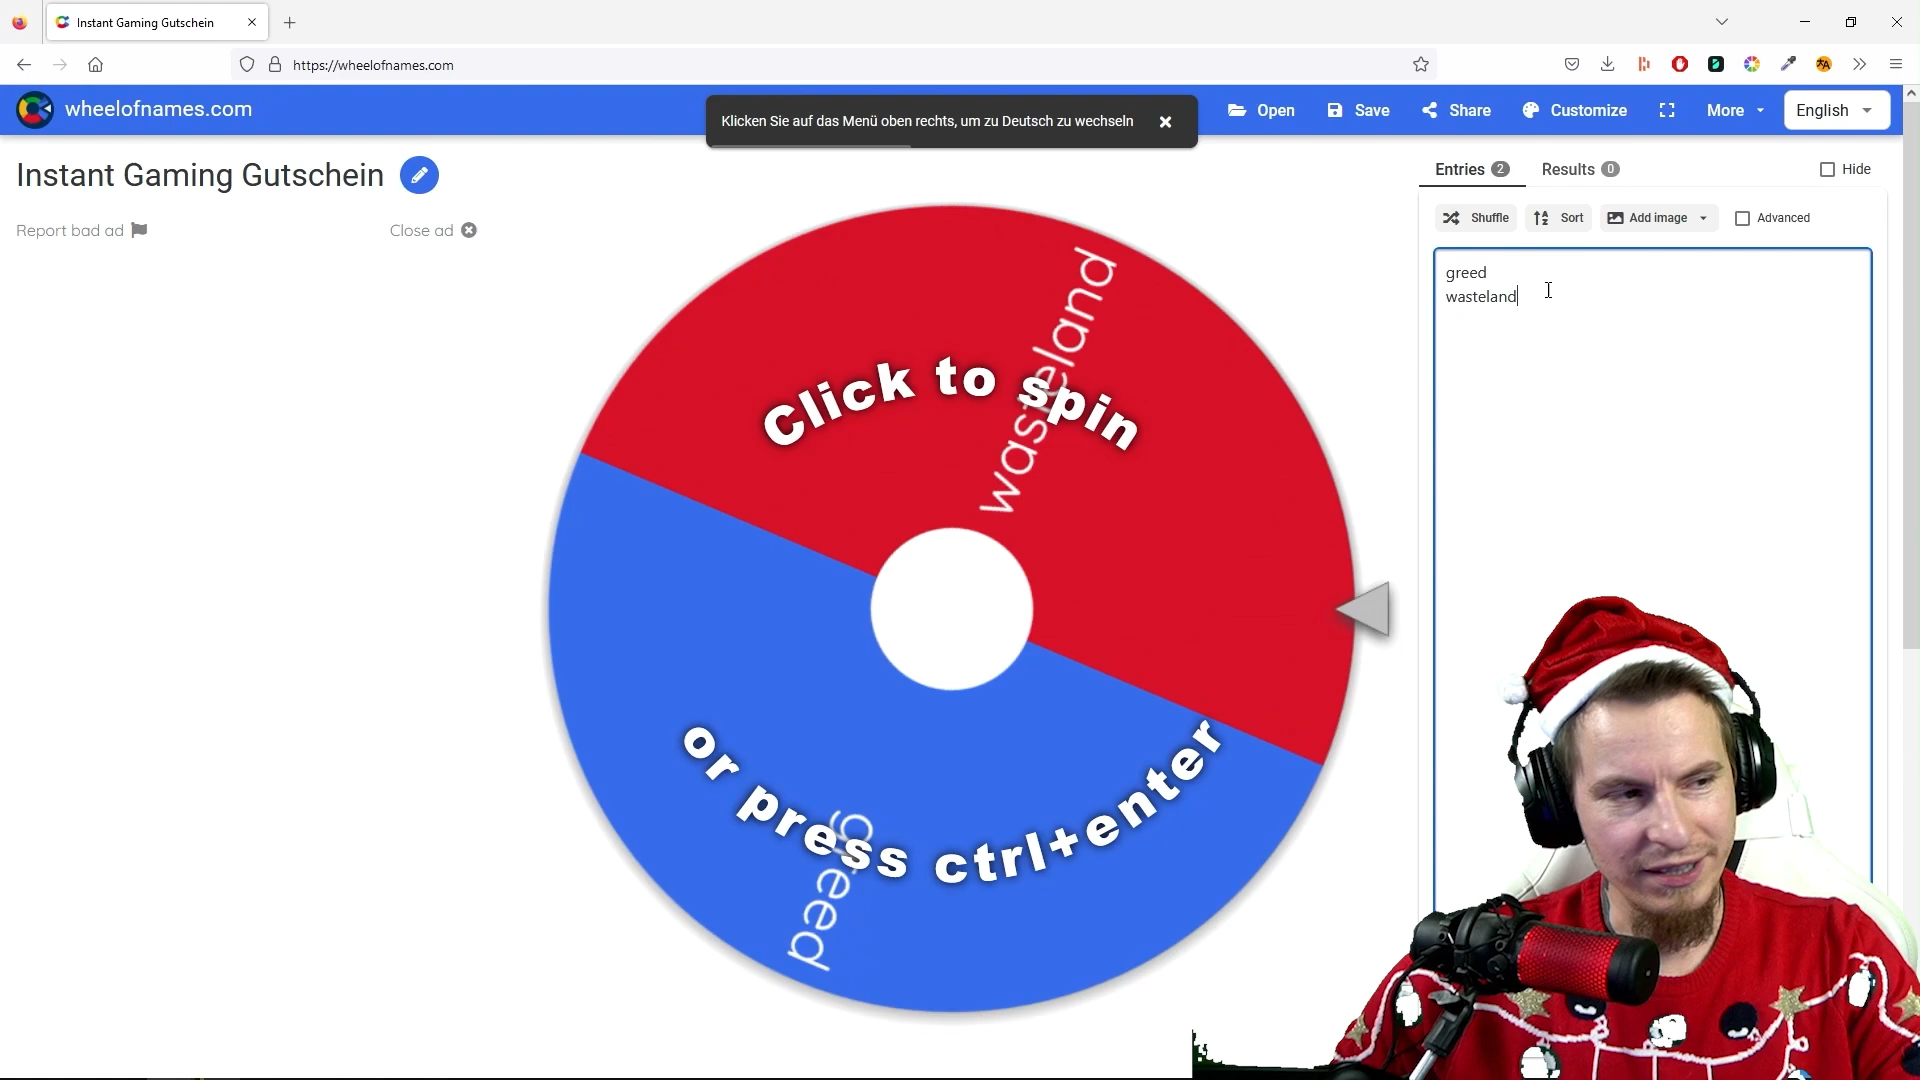 Instant Gaming Gutschein
https://wheelofnames.com
wheelofnames.com
Klicken Sie auf das Menü oben rechts, um zu Deutsch zu wechseln
Open
Save
Share
Customize
More
English
Instant Gaming Gutschein
Report bad ad
Close ad
Entries 2
Results 0
Hide
Shuffle
Sort
Add image
Advanced
greed
wasteland
wasteland
Click to spin
or press ctrl+enter
greed